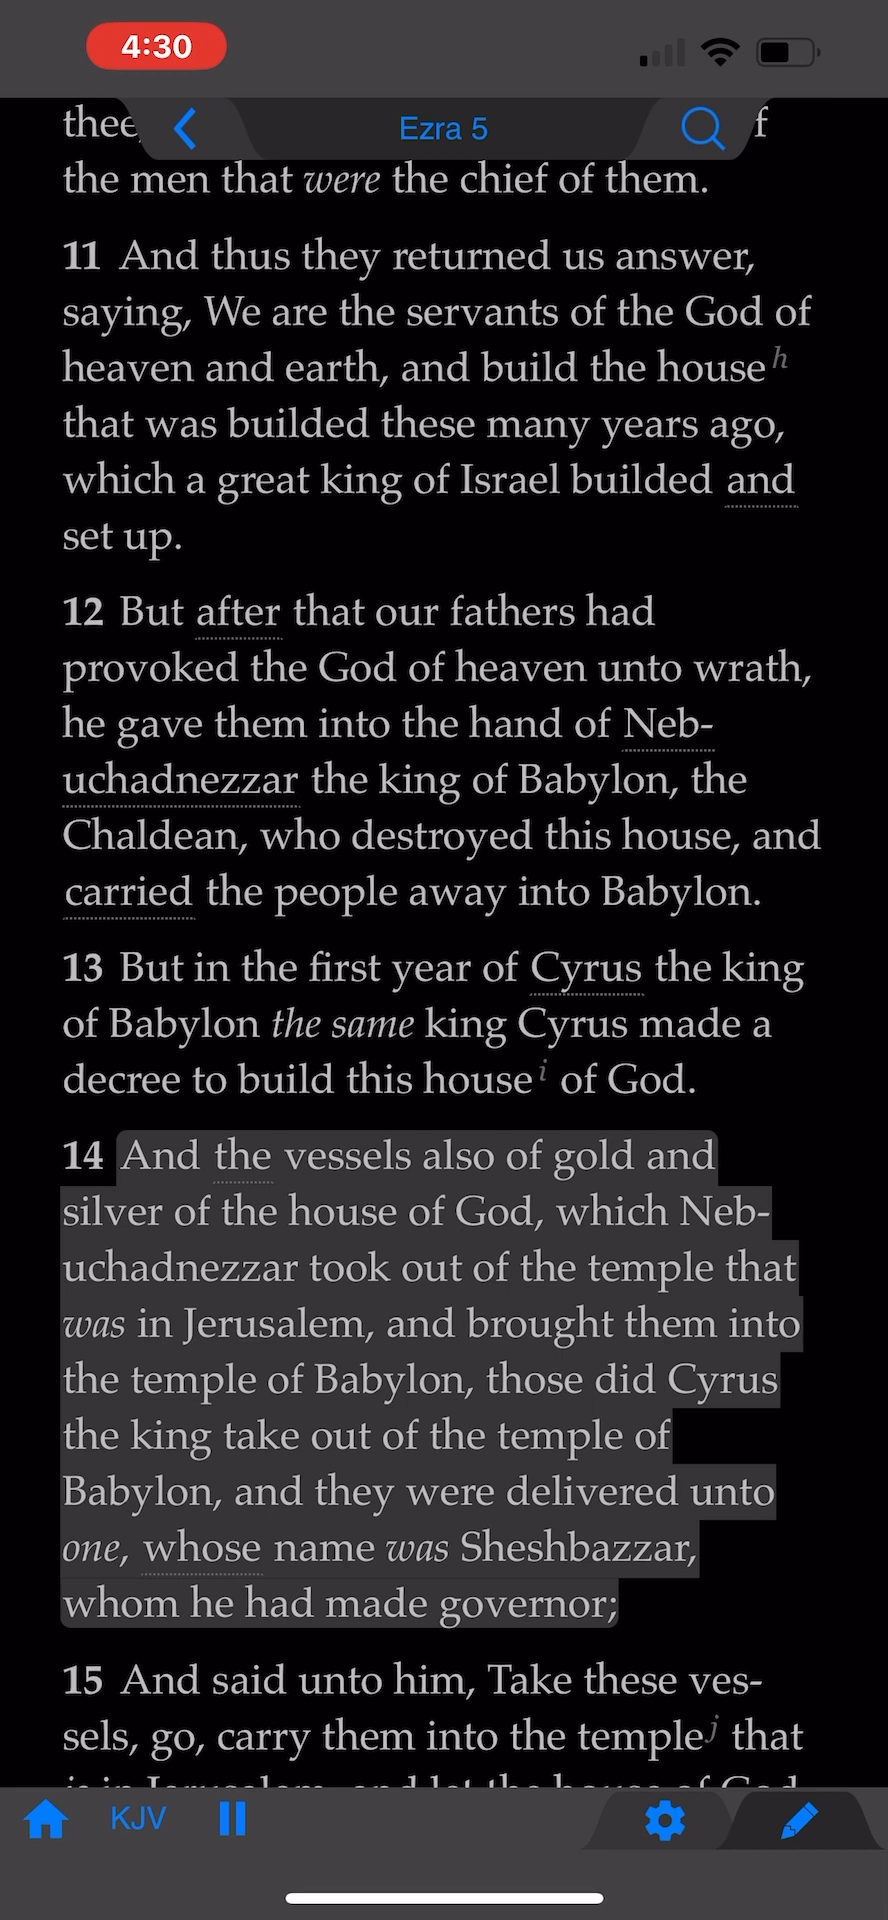 4:30
thee,
Ezra 5
f
the men that were the chief of them.
11 And thus they returned us answer,
saying, We are the servants of the God of
heaven and earth, and build the house h
that was builded these many years ago,
which a great king of Israel builded and
set up.
12 But after that our fathers had
provoked the God of heaven unto wrath,
he gave them into the hand of Neb-
uchadnezzar the king of Babylon, the
Chaldean, who destroyed this house, and
carried the people away into Babylon.
13 But in the first year of Cyrus the king
of Babylon the same king Cyrus made a
decree to build this house i of God.
14 And the vessels also of gold and
silver of the house of God, which Neb-
uchadnezzar took out of the temple that
was in Jerusalem, and brought them into
the temple of Babylon, those did Cyrus
the king take out of the temple of
Babylon, and they were delivered unto
one, whose name was Sheshbazzar,
whom he had made governor;
15 And said unto him, Take these ves-
sels, go, carry them into the temple j that
is in Jerusalem, and let the house of God
KJV